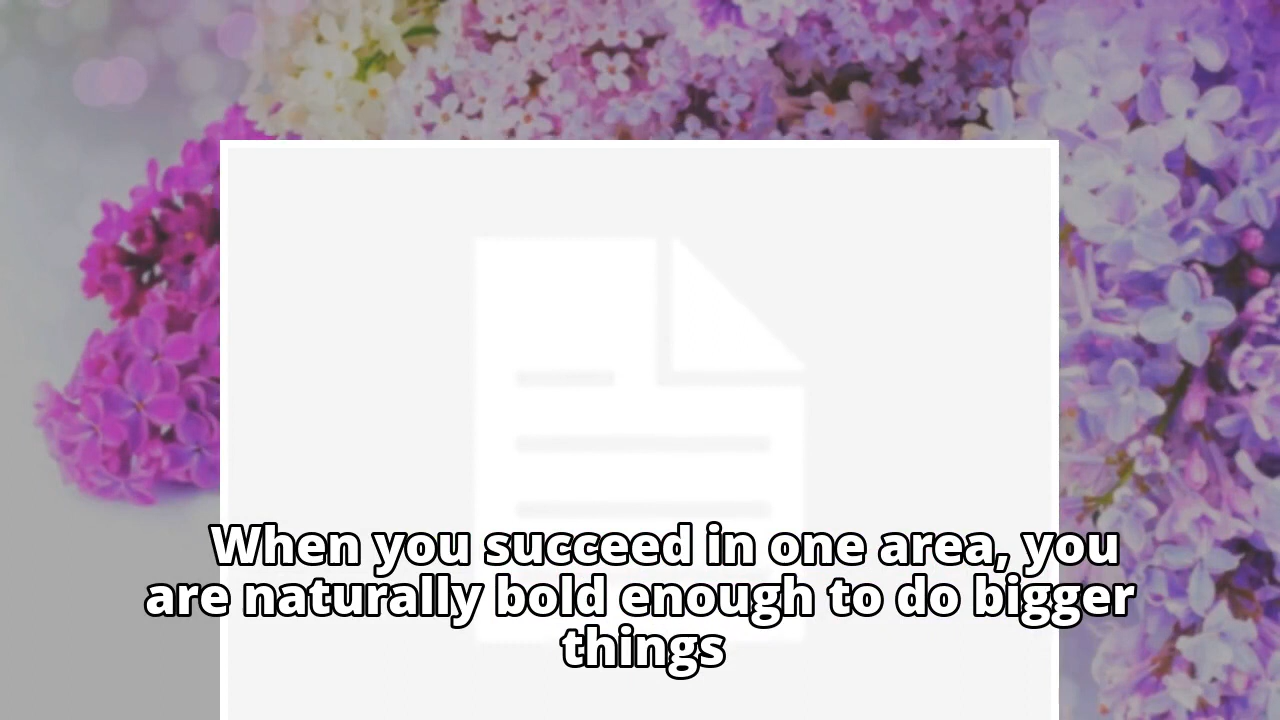 When you succeed in one area, you
are naturally bold enough to do bigger
things